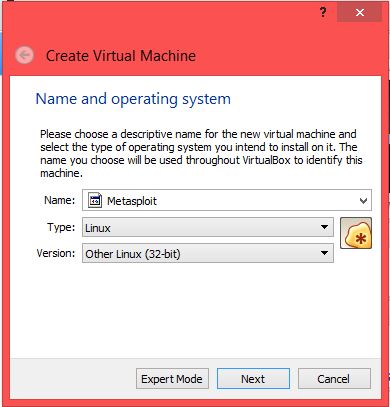 ?
Create Virtual Machine
Name and operating system
Please choose a descriptive name for the new virtual machine and
select the type of operating system you intend to install on it. The
name you choose will be used throughout VirtualBox to identify this
machine.
Name: Metasploit
Type: Linux
Version: Other Linux (32-bit)
Expert Mode Next Cancel